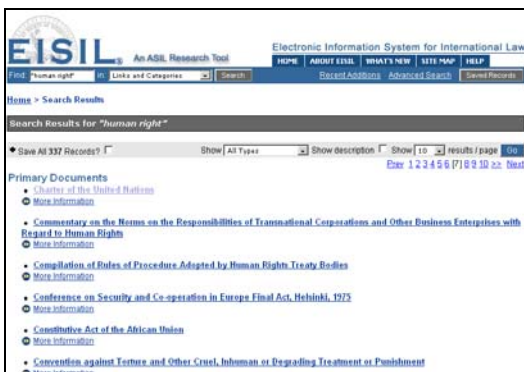 EISIL
An ASIL Research Tool
Electronic Information System for International Law
HOME ABOUT EISIL WHAT'S NEW SITE MAP HELP
Find: "human right" in: Links and Categories Search Recent Additions Advanced Search Saved Records
Home > Search Results
Search Results for "human right"
Save All 337 Records? Show All Types Show description Show 10 results / page Go
Prev 1 2 3 4 5 6 [7] 8 9 10 >> Next
Primary Documents
• Charter of the United Nations
More Information
• Commentary on the Norms on the Responsibilities of Transnational Corporations and Other Business Enterprises with
Regard to Human Rights
More Information
• Compilation of Rules of Procedure Adopted by Human Rights Treaty Bodies
More Information
• Conference on Security and Co-operation in Europe Final Act, Helsinki, 1975
More Information
• Constitutive Act of the African Union
More Information
• Convention against Torture and Other Cruel, Inhuman or Degrading Treatment or Punishment
More Information